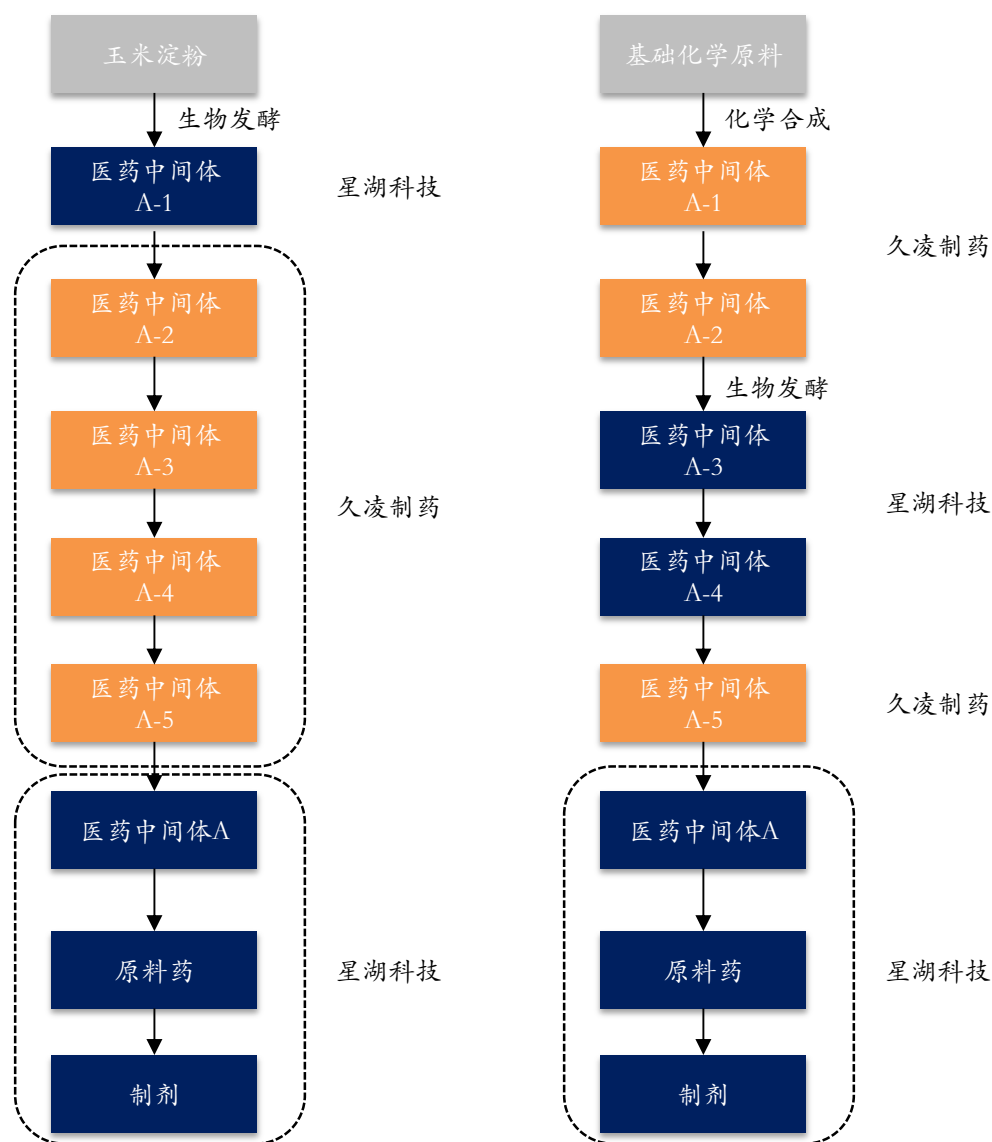 玉米淀粉
生物发酵
医药中间体
A-1
星湖科技
医药中间体
A-2
医药中间体
A-3
医药中间体
A-4
医药中间体
A-5
久凌制药
医药中间体A
原料药
制剂
星湖科技
基础化学原料
化学合成
医药中间体
A-1
医药中间体
A-2
久凌制药
生物发酵
医药中间体
A-3
医药中间体
A-4
星湖科技
医药中间体
A-5
久凌制药
医药中间体A
原料药
制剂
星湖科技